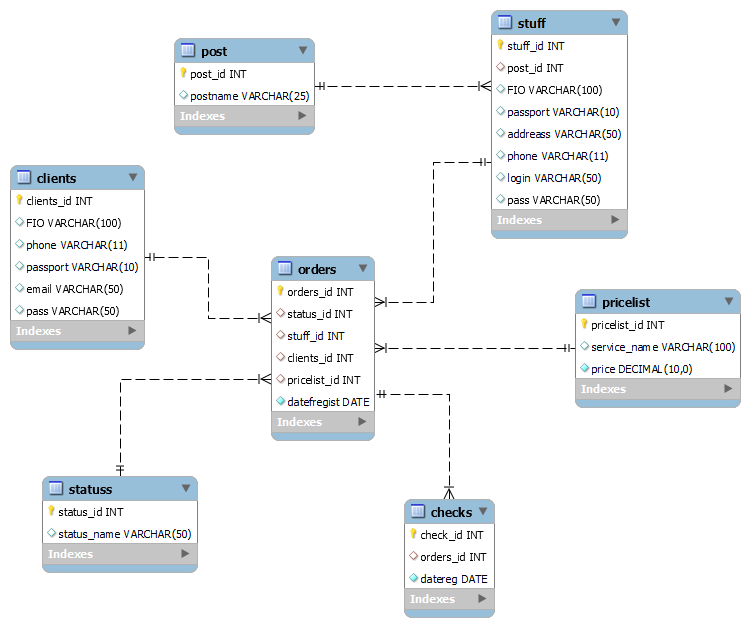 post
post_id INT
postname VARCHAR(25)
Indexes
stuff
stuff_id INT
post_id INT
FIO VARCHAR(100)
passport VARCHAR(10)
addreass VARCHAR(50)
phone VARCHAR(11)
login VARCHAR(50)
pass VARCHAR(50)
Indexes
clients
clients_id INT
FIO VARCHAR(100)
phone VARCHAR(11)
passport VARCHAR(10)
email VARCHAR(50)
pass VARCHAR(50)
Indexes
orders
orders_id INT
status_id INT
stuff_id INT
clients_id INT
pricelist_id INT
datefregist DATE
Indexes
pricelist
pricelist_id INT
service_name VARCHAR(100)
price DECIMAL(10,0)
Indexes
statuss
status_id INT
status_name VARCHAR(50)
Indexes
checks
check_id INT
orders_id INT
datereg DATE
Indexes